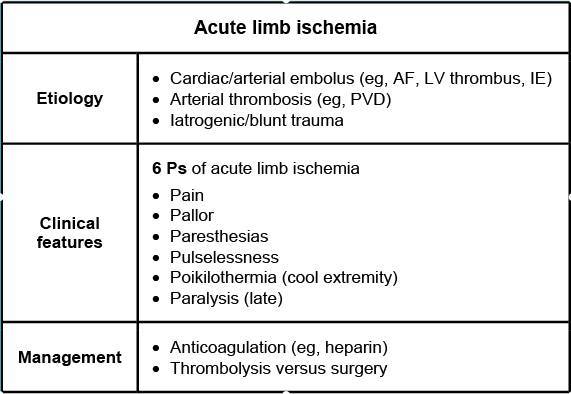 Acute limb ischemia
Etiology
• Cardiac/arterial embolus (eg, AF, LV thrombus, IE)
• Arterial thrombosis (eg, PVD)
• Iatrogenic/blunt trauma
Clinical
features
6 Ps of acute limb ischemia
• Pain
• Pallor
• Paresthesias
• Pulselessness
• Poikilothermia (cool extremity)
• Paralysis (late)
Management
• Anticoagulation (eg, heparin)
• Thrombolysis versus surgery